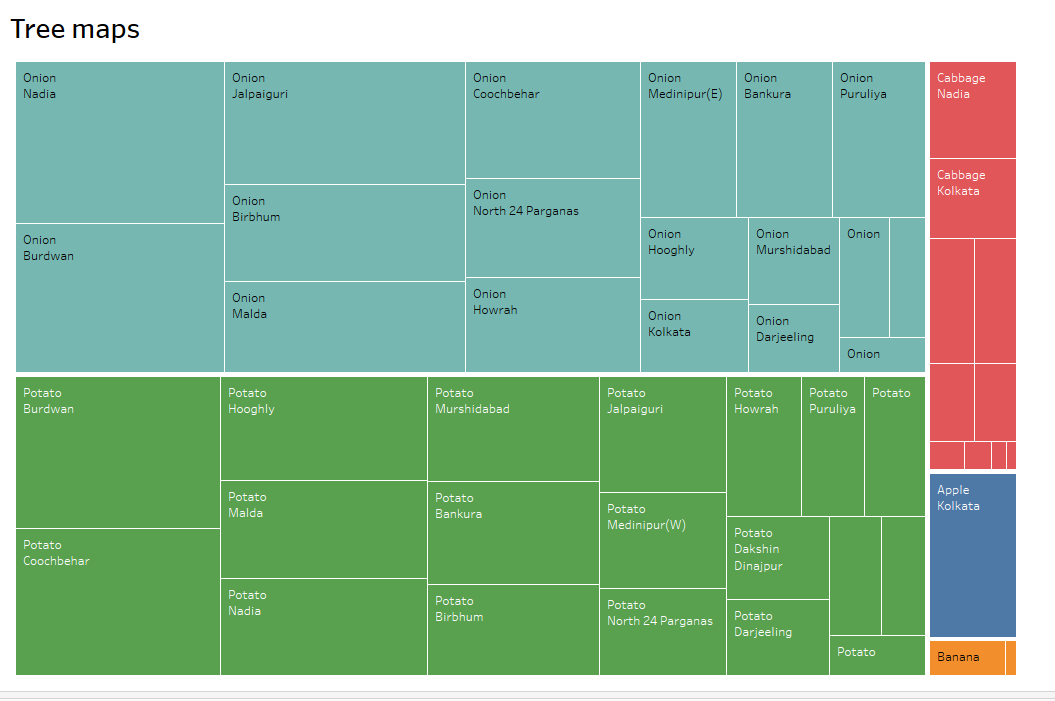 Tree maps
Onion
Nadia
Onion
Jalpaiguri
Onion
Coochbehar
Onion
Medinipur(E)
Onion
Bankura
Onion
Puruliya
Cabbage
Nadia
Cabbage
Kolkata
Onion
Birbhum
Onion
North 24 Parganas
Onion
Burdwan
Onion
Hooghly
Onion
Murshidabad
Onion
Onion
Malda
Onion
Howrah
Onion
Kolkata
Onion
Darjeeling
Onion
Potato
Burdwan
Potato
Hooghly
Potato
Murshidabad
Potato
Jalpaiguri
Potato
Howrah
Potato
Puruliya
Potato
Apple
Kolkata
Potato
Malda
Potato
Bankura
Potato
Medinipur(W)
Potato
Coochbehar
Potato
Dakshin
Dinajpur
Potato
Nadia
Potato
Birbhum
Potato
North 24 Parganas
Potato
Darjeeling
Potato
Banana